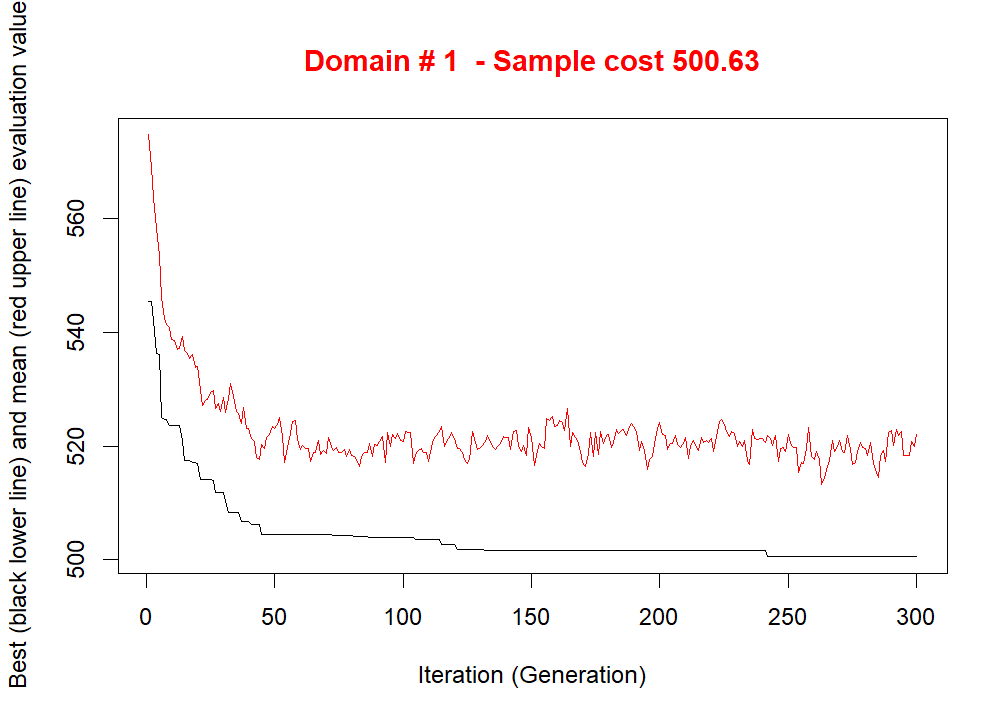 Domain # 1  - Sample cost 500.63
Best (black lower line) and mean (red upper line) evaluation value
560
540
520
500
0 50 100 150 200 250 300
Iteration (Generation)